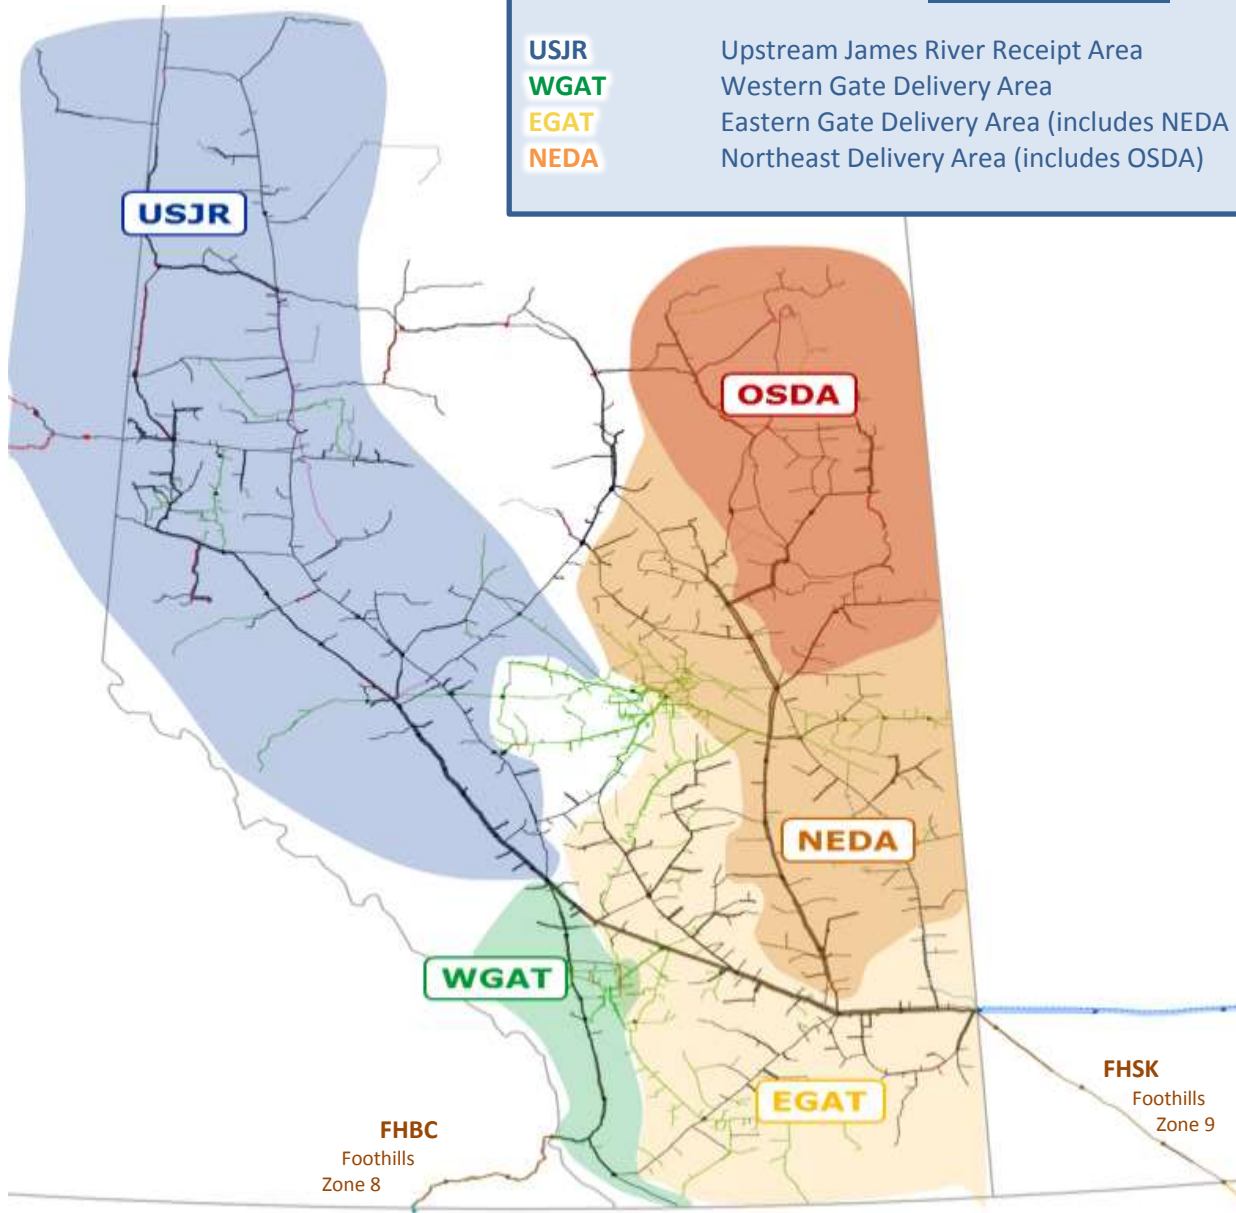 USJR Upstream James River Receipt Area
WGAT Western Gate Delivery Area
EGAT Eastern Gate Delivery Area (includes NEDA
NEDA Northeast Delivery Area (includes OSDA)
USJR
OSDA
NEDA
WGAT
EGAT
FHSK
Foothills
Zone 9
FHBC
Foothills
Zone 8